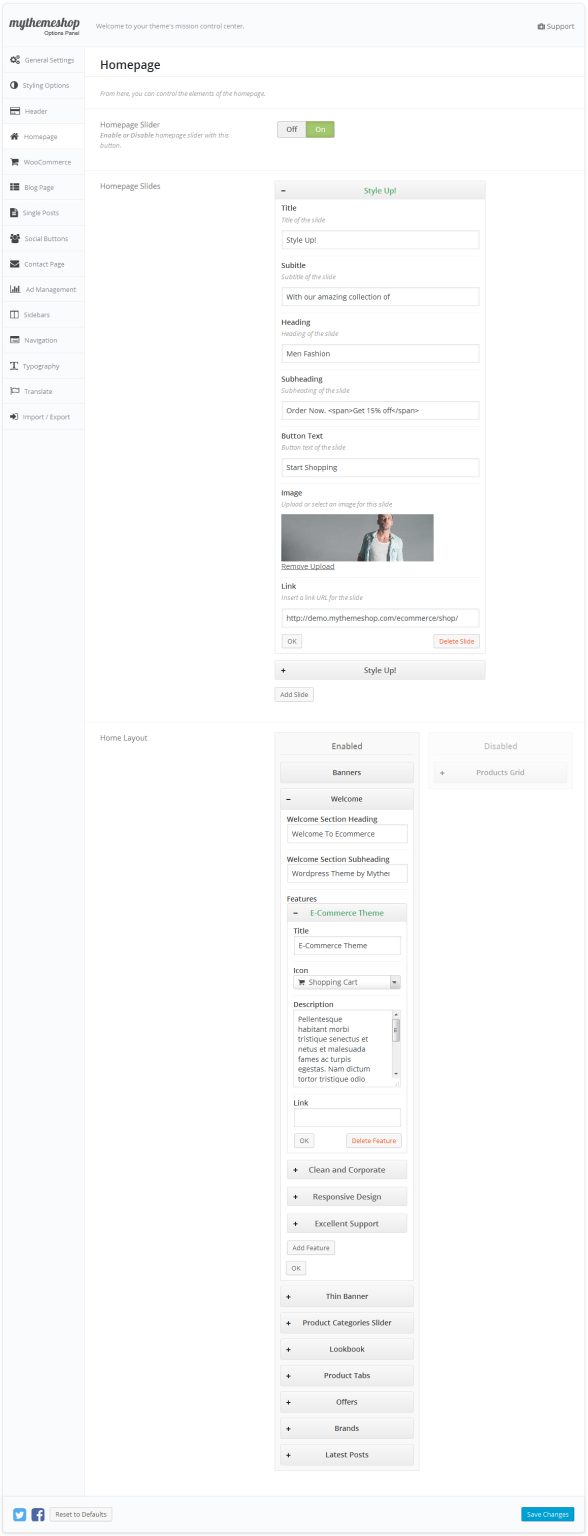 mythemeshop
Options Panel
Welcome to your theme's mission control center.
Support
General Settings
Styling Options
Header
Homepage
WooCommerce
Blog Page
Single Posts
Social Buttons
Contact Page
Ad Management
Sidebars
Navigation
Typography
Translate
Import / Export
Homepage
From here, you can control the elements of the homepage.
Homepage Slider
Enable or Disable homepage slider with this
button.
Off On
Homepage Slides
− Style Up!
Title
Title of the slide
Style Up!
Subitle
Subtitle of the slide
With our amazing collection of
Heading
Heading of the slide
Men Fashion
Subheading
Subheading of the slide
Order Now. <span>Get 15% off</span>
Button Text
Button text of the slide
Start Shopping
Image
Upload or select an image for this slide
Remove Upload
Link
Insert a link URL for the slide
http://demo.mythemeshop.com/ecommerce/shop/
OK Delete Slide
+ Style Up!
Add Slide
Home Layout
Enabled
Banners
− Welcome
Welcome Section Heading
Welcome To Ecommerce
Welcome Section Subheading
Wordpress Theme by Mythe
Features
− E-Commerce Theme
Title
E-Commerce Theme
Icon
Shopping Cart
Description
Pellentesque
habitant morbi
tristique senectus et
netus et malesuada
fames ac turpis
egestas. Nam dictum
tortor tristique odio
Link
OK Delete Feature
+ Clean and Corporate
+ Responsive Design
+ Excellent Support
Add Feature
OK
+ Thin Banner
+ Product Categories Slider
+ Lookbook
+ Product Tabs
+ Offers
+ Brands
+ Latest Posts
Disabled
+ Products Grid
Reset to Defaults
Save Changes